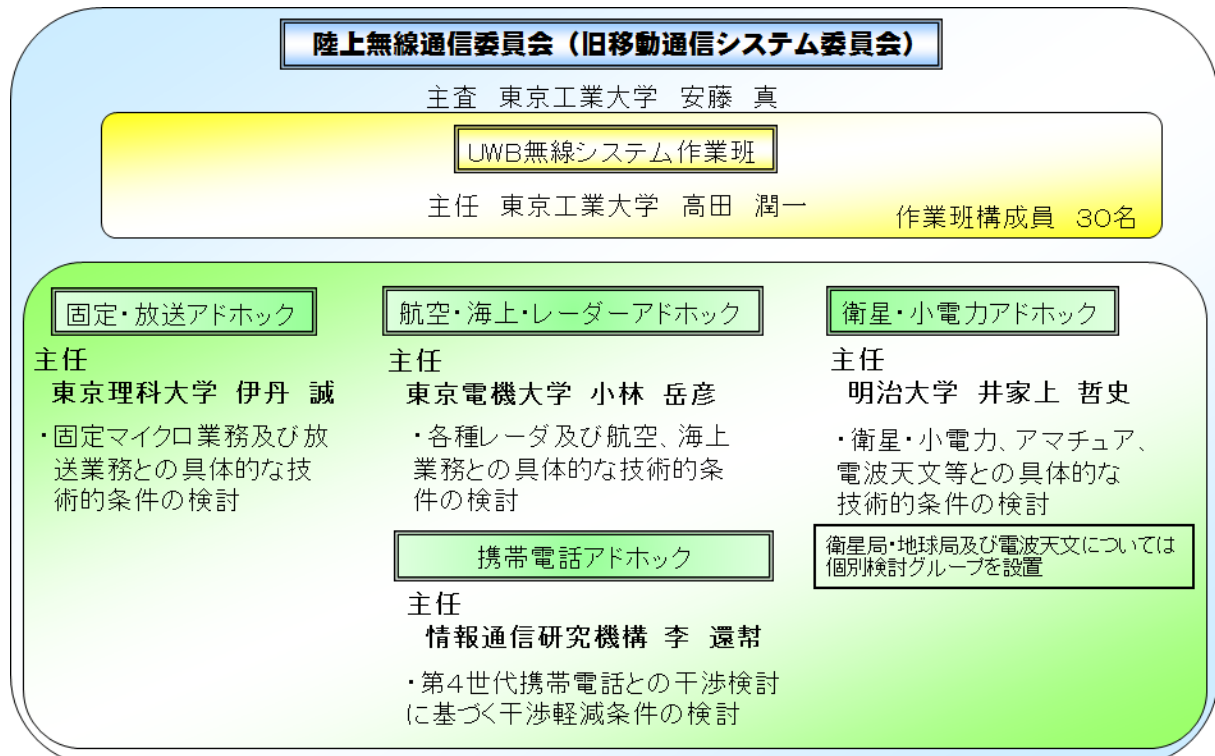 陸上無線通信委員会（旧移動通信システム委員会）
主査 東京工業大学 安藤 真
UWB無線システム作業班
主任 東京工業大学 高田 潤一
作業班構成員 30名
固定・放送アドホック
主任
東京理科大学 伊丹 誠
・固定マイクロ業務及び放
送業務との具体的な技
術的条件の検討
航空・海上・レーダーアドホック
主任
東京電機大学 小林 岳彦
・各種レーダ及び航空、海上
業務との具体的な技術的条
件の検討
携帯電話アドホック
主任
情報通信研究機構 李 還幇
・第4世代携帯電話との干渉検討
に基づく干渉軽減条件の検討
衛星・小電力アドホック
主任
明治大学 井家上 哲史
・衛星・小電力、アマチュア、
電波天文等との具体的な
技術的条件の検討
衛星局・地球局及び電波天文については
個別検討グループを設置